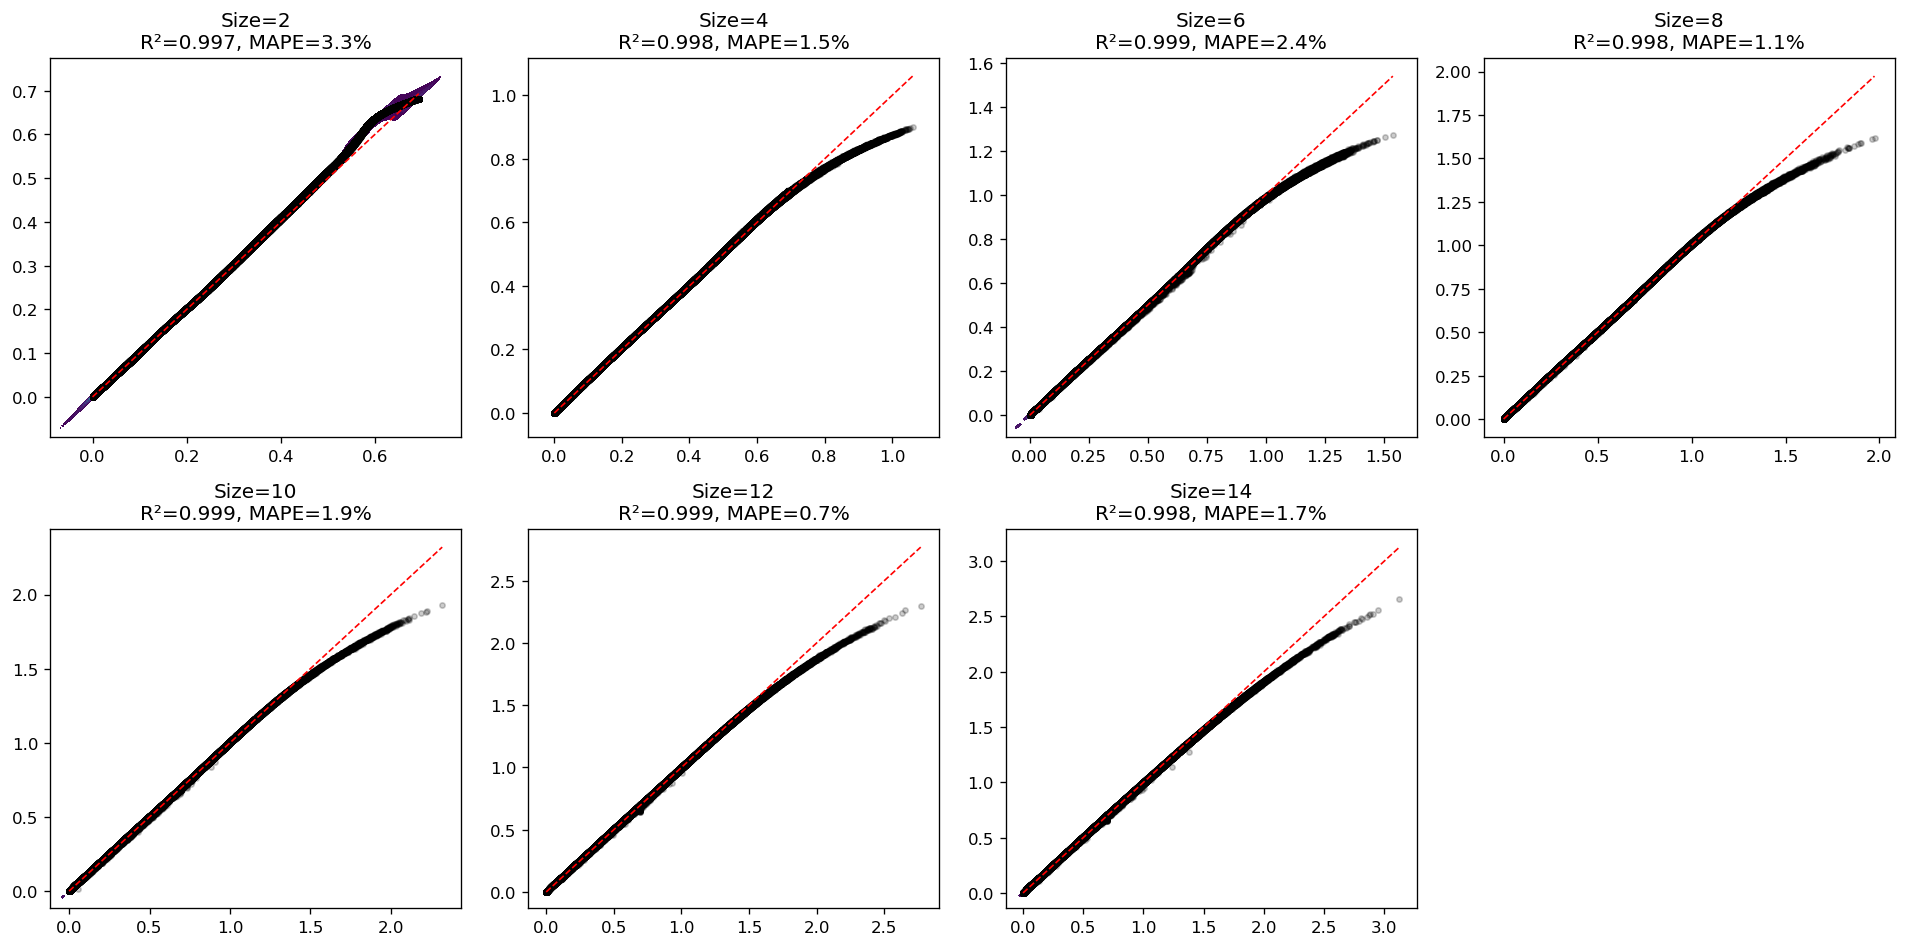 Size=2
R²=0.997, MAPE=3.3%
0.7
0.6
0.5
0.4
0.3
0.2
0.1
0.0
0.0 0.2 0.4 0.6
Size=4
R²=0.998, MAPE=1.5%
1.0
0.8
0.6
0.4
0.2
0.0
0.0 0.2 0.4 0.6 0.8 1.0
Size=6
R²=0.999, MAPE=2.4%
1.6
1.4
1.2
1.0
0.8
0.6
0.4
0.2
0.0
0.00 0.25 0.50 0.75 1.00 1.25 1.50
Size=8
R²=0.998, MAPE=1.1%
2.00
1.75
1.50
1.25
1.00
0.75
0.50
0.25
0.00
0.0 0.5 1.0 1.5 2.0
Size=10
R²=0.999, MAPE=1.9%
2.0
1.5
1.0
0.5
0.0
0.0 0.5 1.0 1.5 2.0
Size=12
R²=0.999, MAPE=0.7%
2.5
2.0
1.5
1.0
0.5
0.0
0.0 0.5 1.0 1.5 2.0 2.5
Size=14
R²=0.998, MAPE=1.7%
3.0
2.5
2.0
1.5
1.0
0.5
0.0
0.0 0.5 1.0 1.5 2.0 2.5 3.0